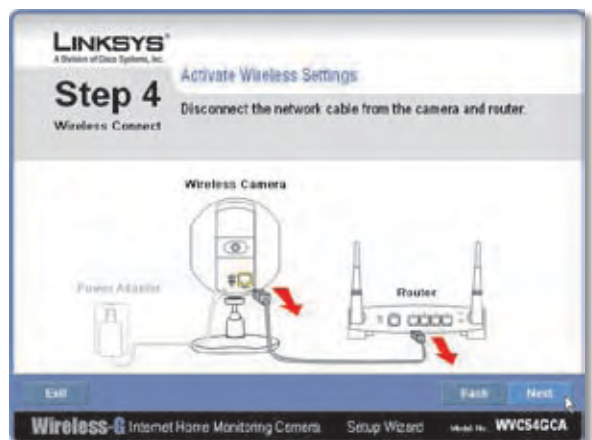 LINKSYS®
A Division of Cisco Systems, Inc.
Step 4
Wireless Connect
Activate Wireless Settings
Disconnect the network cable from the camera and router.
Wireless Camera
Power Adapter
Router
Exit
Back
Next
Wireless-G Internet Home Monitoring Camera
Setup Wizard
Model No. WVC54GCA